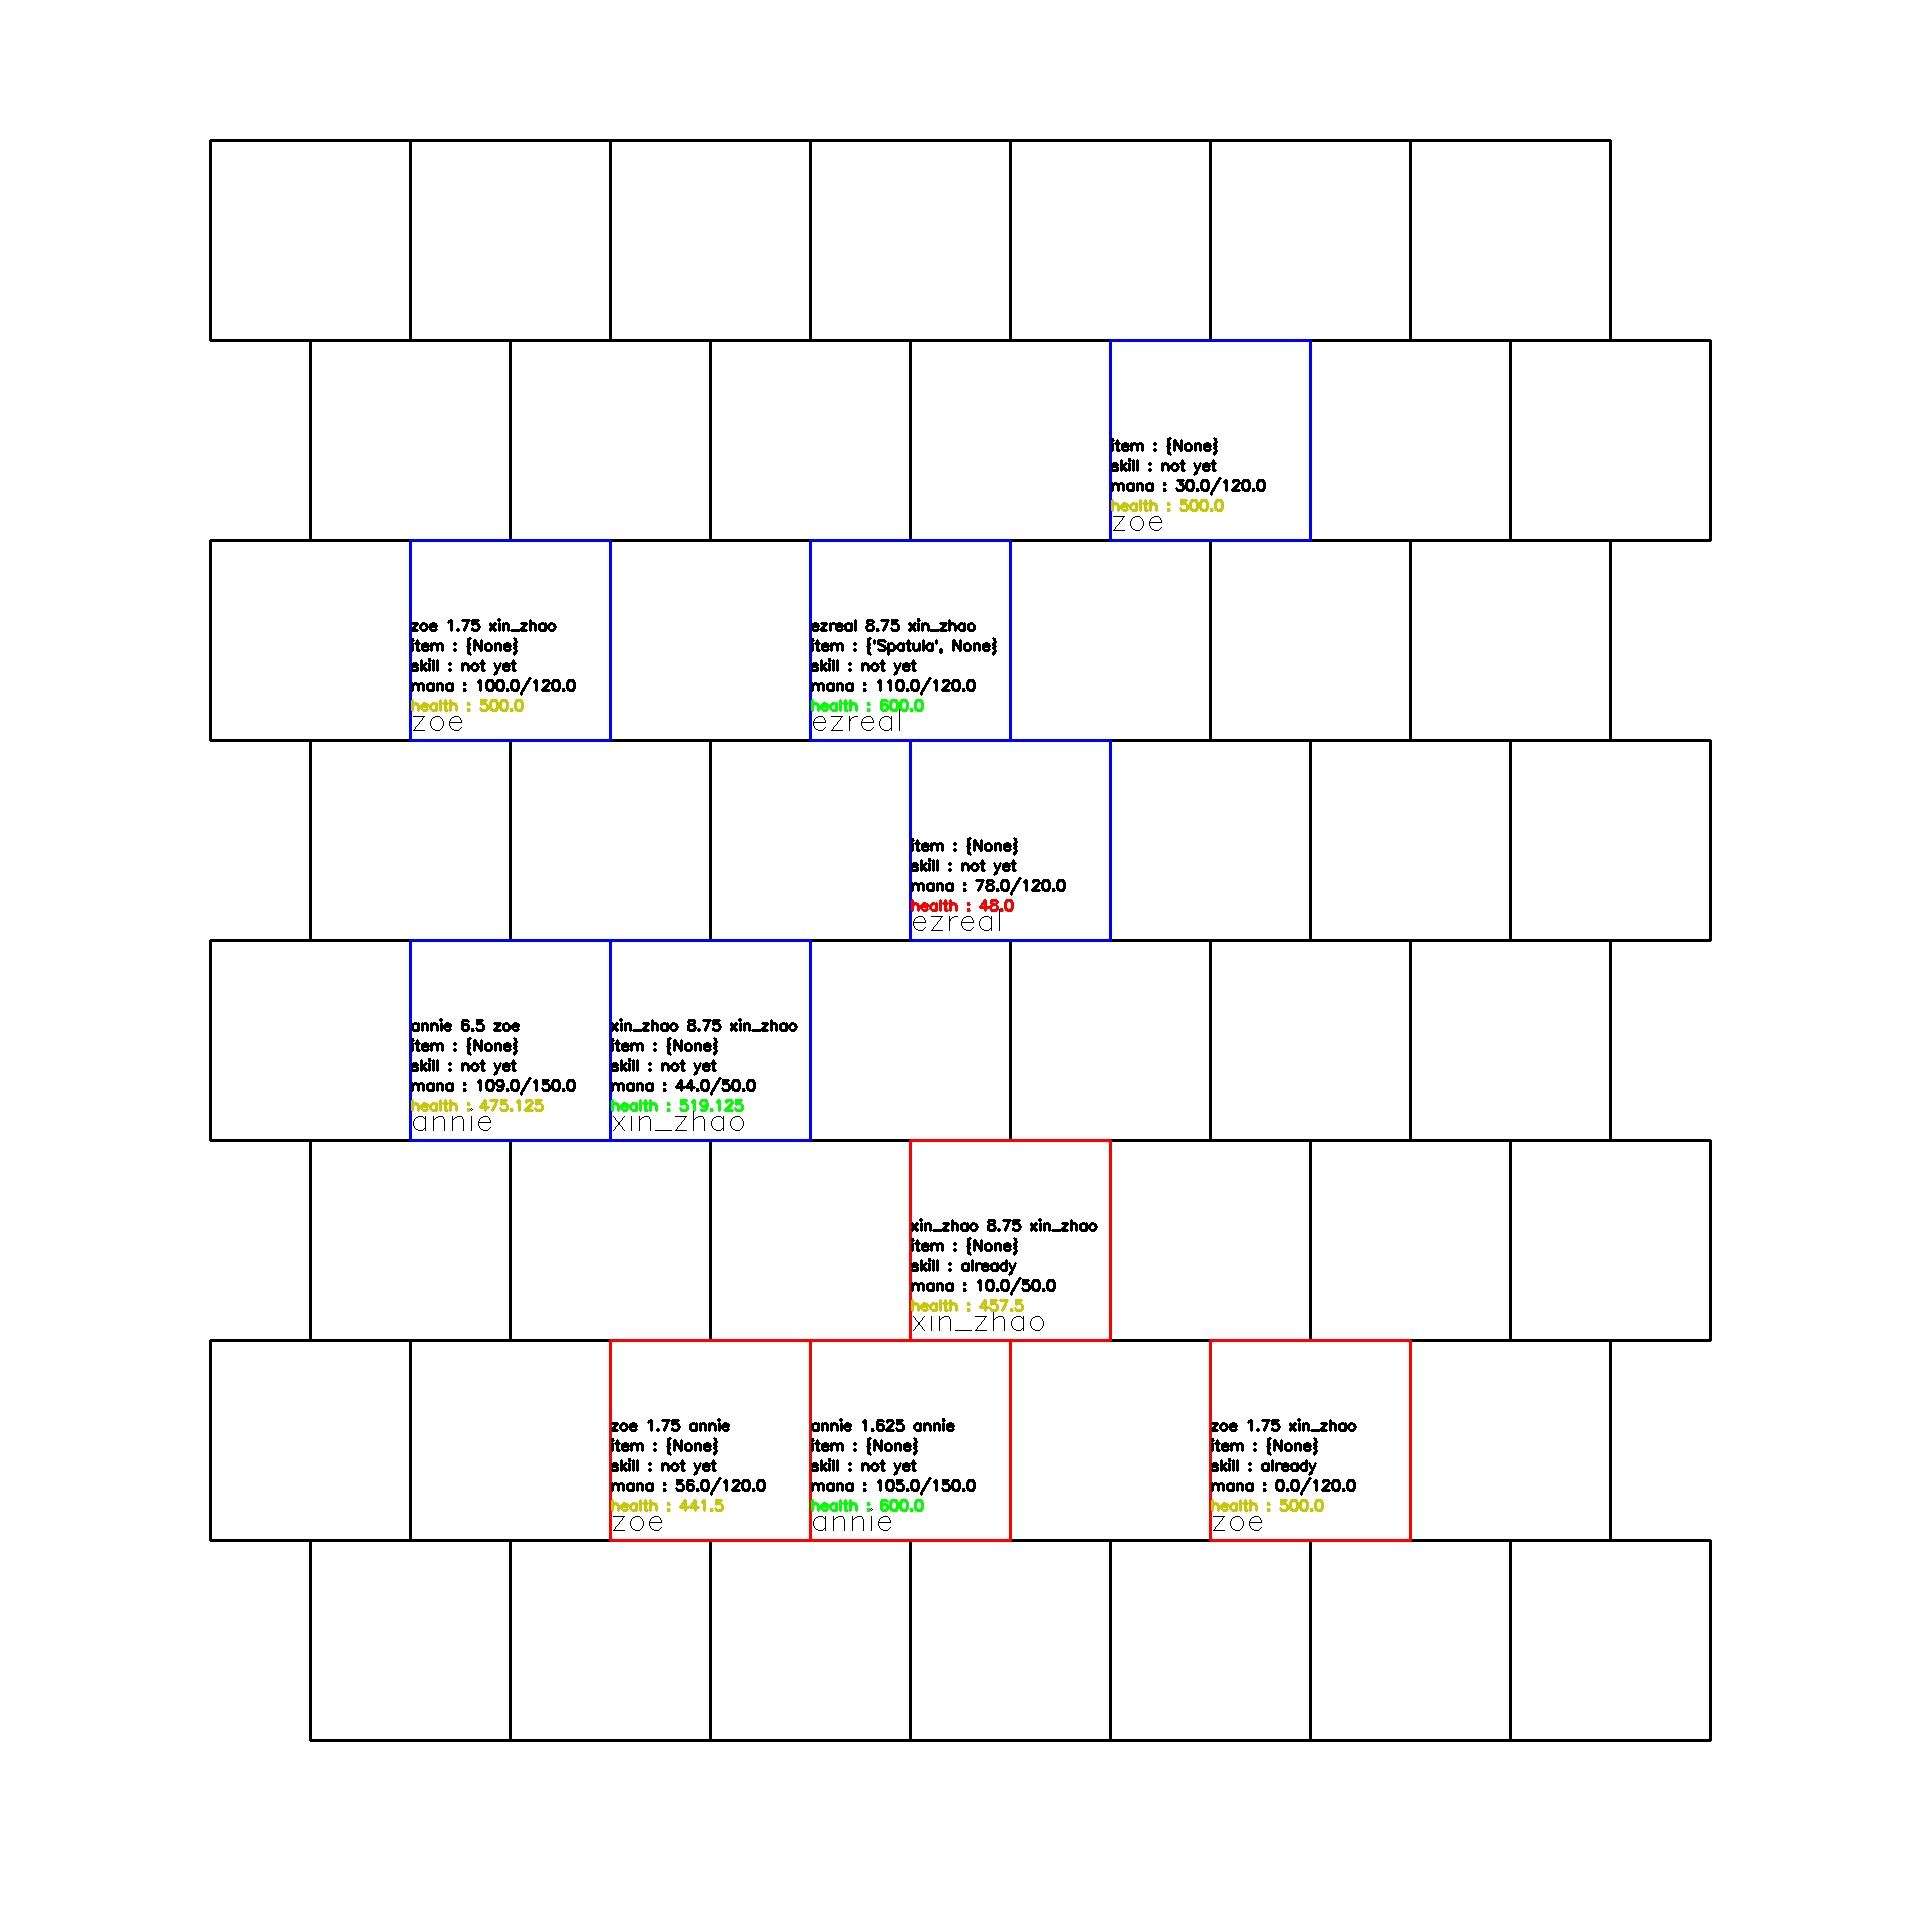 item : {None}
skill : not yet
mana : 30.0/120.0
health : 500.0
zoe
zoe 1.75 xin_zhao
item : {None}
skill : not yet
mana : 100.0/120.0
health : 500.0
zoe
ezreal 8.75 xin_zhao
item : {'Spatula', None}
skill : not yet
mana : 110.0/120.0
health : 600.0
ezreal
item : {None}
skill : not yet
mana : 78.0/120.0
health : 48.0
ezreal
annie 6.5 zoe
item : {None}
skill : not yet
mana : 109.0/150.0
health : 475.125
annie
xin_zhao 8.75 xin_zhao
item : {None}
skill : not yet
mana : 44.0/50.0
health : 519.125
xin_zhao
xin_zhao 8.75 xin_zhao
item : {None}
skill : already
mana : 10.0/50.0
health : 457.5
xin_zhao
zoe 1.75 annie
item : {None}
skill : not yet
mana : 56.0/120.0
health : 441.5
zoe
annie 1.625 annie
item : {None}
skill : not yet
mana : 105.0/150.0
health : 600.0
annie
zoe 1.75 xin_zhao
item : {None}
skill : already
mana : 0.0/120.0
health : 500.0
zoe